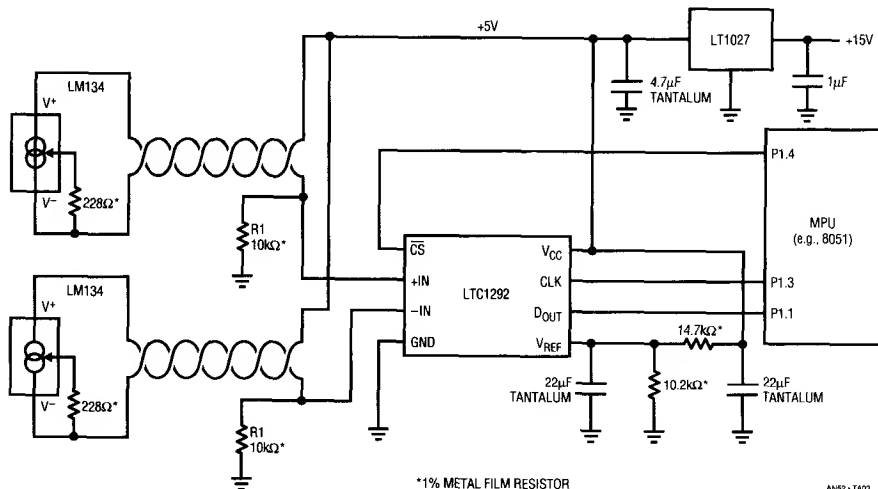 +5V
LT1027
+15V
4.7µF
TANTALUM
1µF
LM134
V+
V−
228Ω*
R1
10kΩ*
P1.4
MPU
(e.g., 8051)
P1.3
P1.1
CS
+IN
−IN
GND
LTC1292
VCC
CLK
DOUT
VREF
14.7kΩ*
10.2kΩ*
22µF
TANTALUM
22µF
TANTALUM
LM134
V+
V−
228Ω*
R1
10kΩ*
*1% METAL FILM RESISTOR
AN52 • TA03